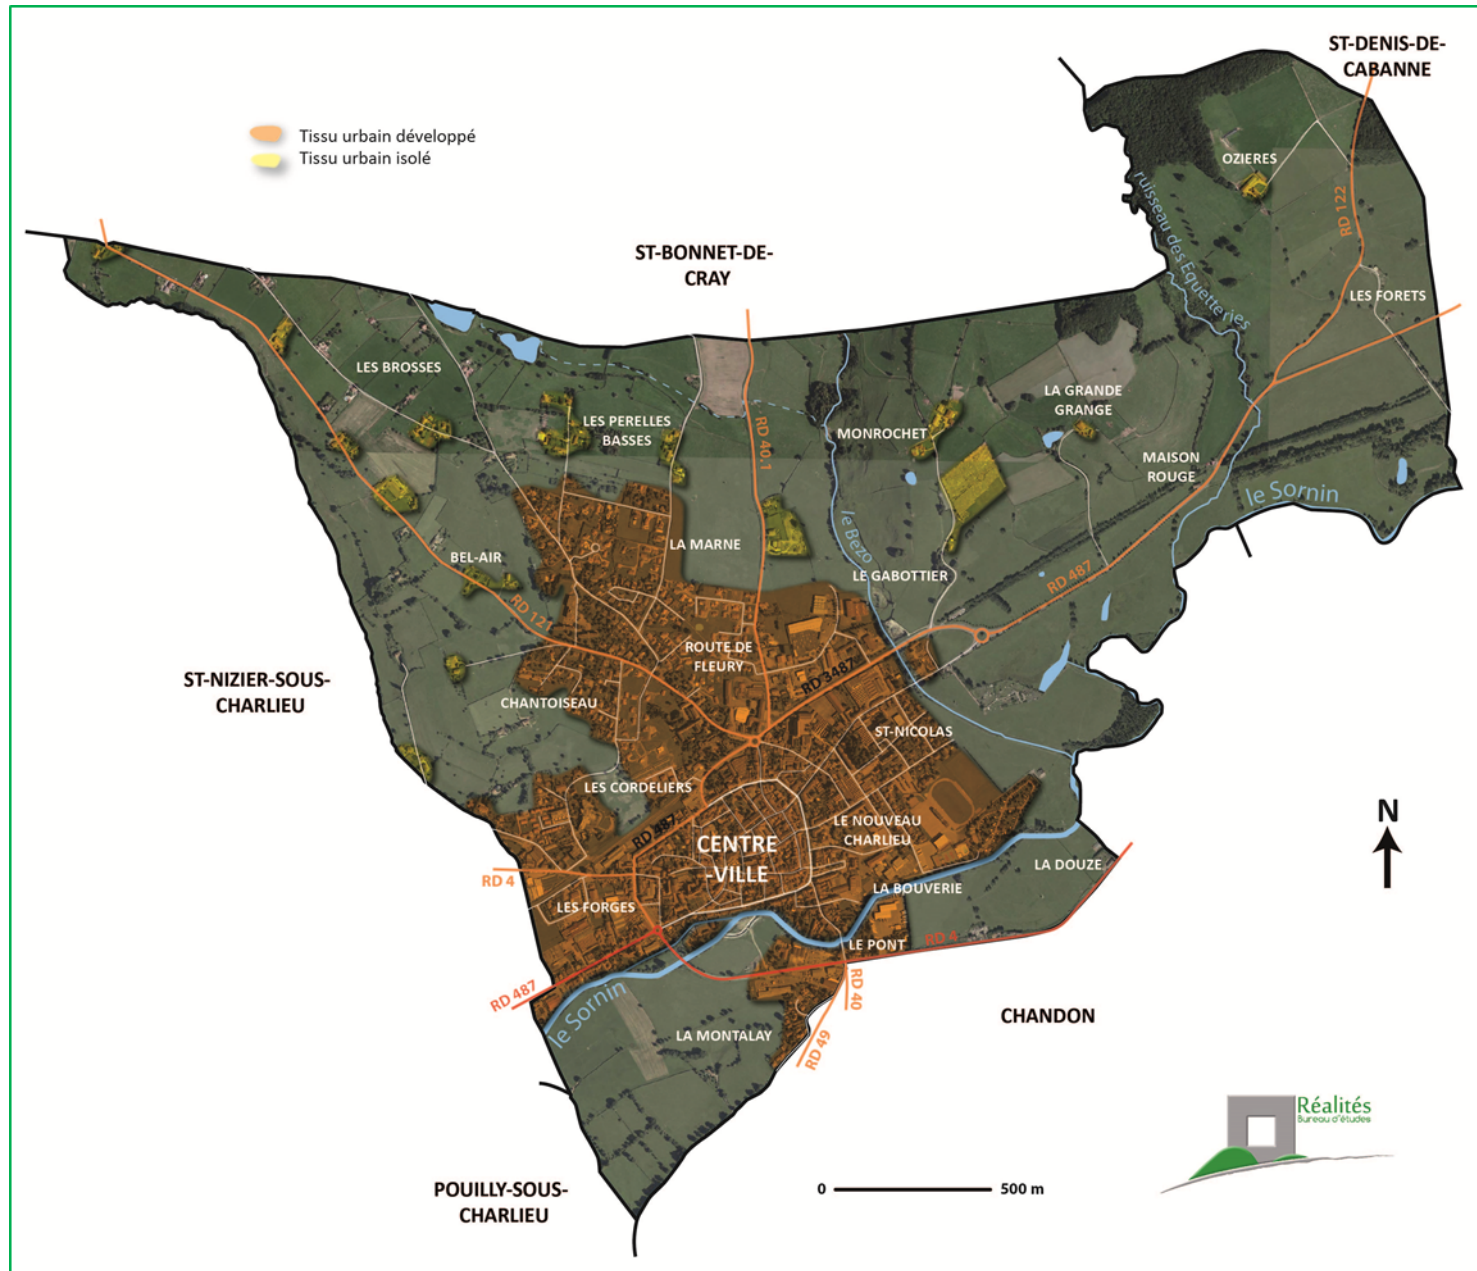 ST-DENIS-DE-
CABANNE
Tissu urbain développé
Tissu urbain isolé
OZIERES
ruisseau des Equetteries
RD 122
ST-BONNET-DE-
CRAY
LES FORETS
LES BROSSES
LA GRANDE
GRANGE
LES PERELLES
BASSES
RD 40.1
MONROCHET
MAISON
ROUGE
le Sornin
le Bezo
LA MARNE
BEL-AIR
LE GABOTTIER
RD 487
RD 121
ROUTE DE
FLEURY
RD 3487
ST-NIZIER-SOUS-
CHARLIEU
CHANTOISEAU
ST-NICOLAS
LES CORDELIERS
RD 487
LE NOUVEAU
CHARLIEU
N
CENTRE
-VILLE
LA DOUZE
RD 4
LA BOUVERIE
LES FORGES
LE PONT
RD 4
RD 487
RD 40
le Sornin
CHANDON
LA MONTALAY
RD 49
Réalités
Bureau d'études
POUILLY-SOUS-
CHARLIEU
0 500 m